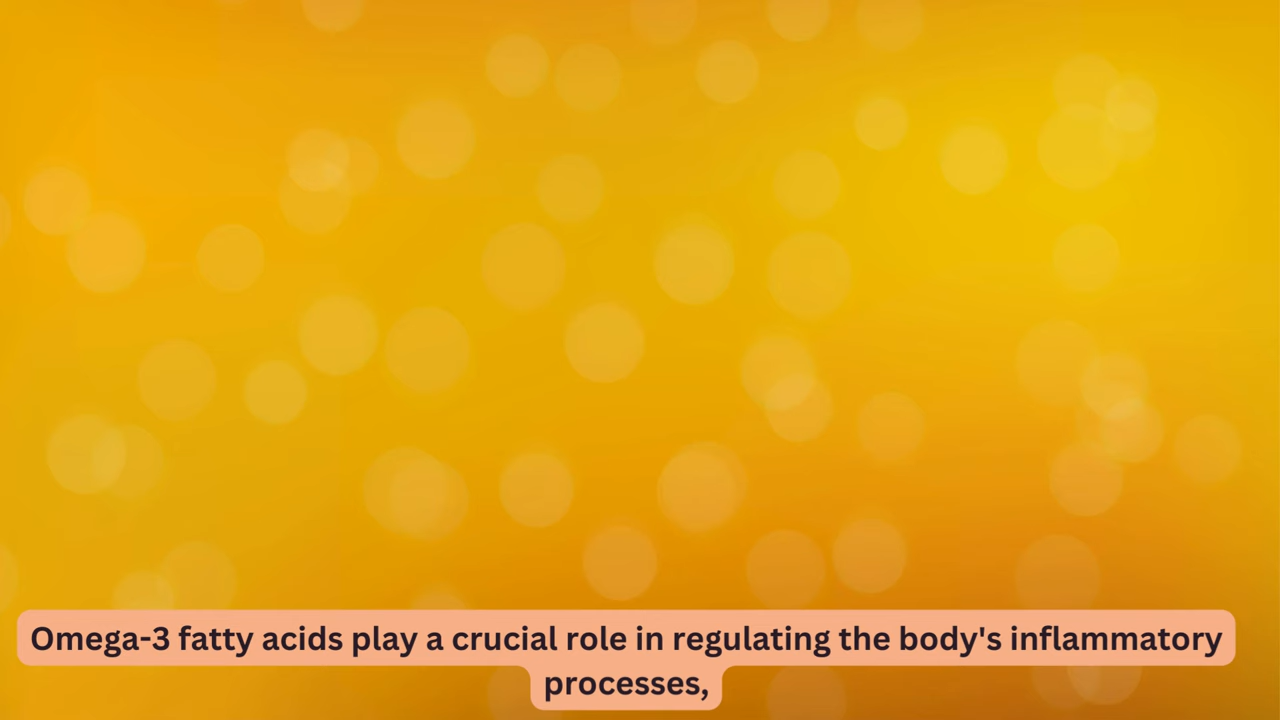 Omega-3 fatty acids play a crucial role in regulating the body's inflammatory
processes,